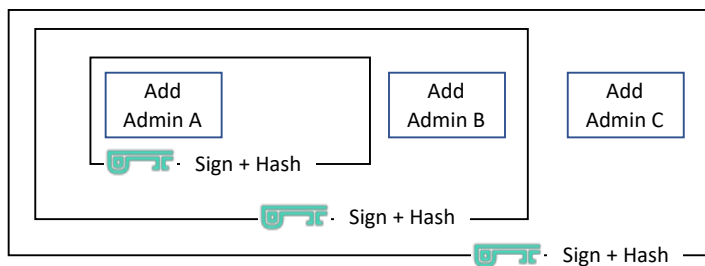 Add
Admin A
Add
Admin B
Add
Admin C
Sign + Hash
Sign + Hash
Sign + Hash